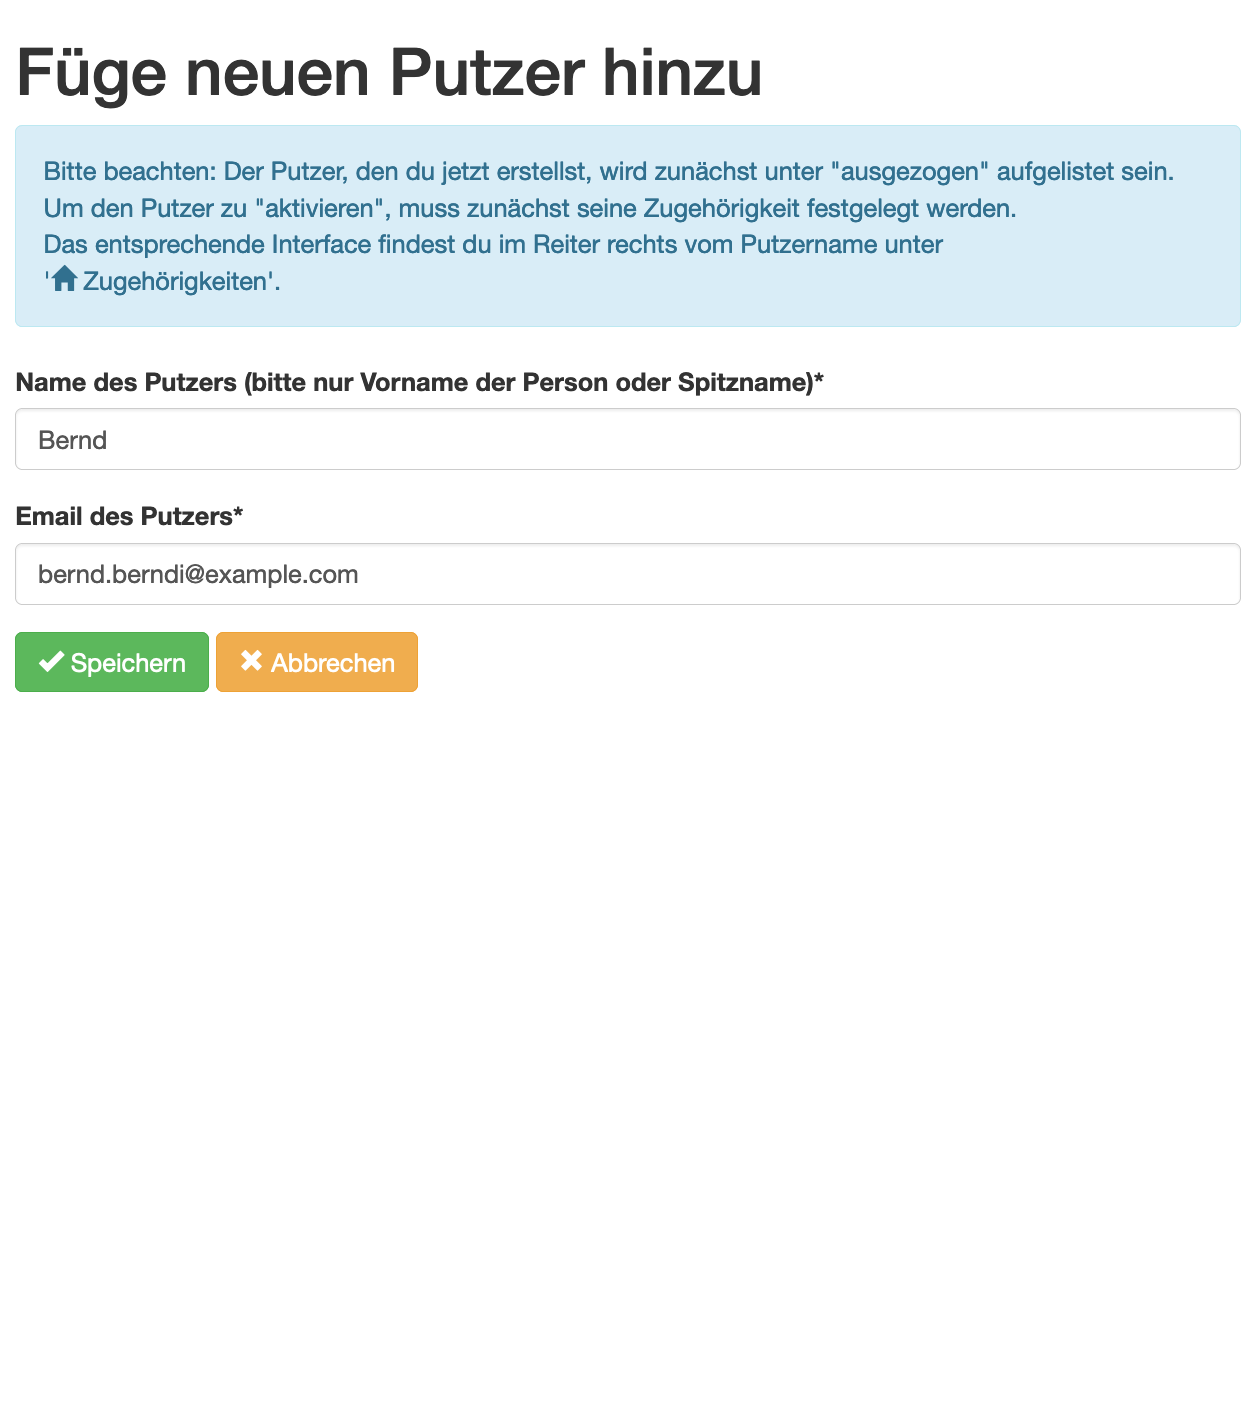 Füge neuen Putzer hinzu
Bitte beachten: Der Putzer, den du jetzt erstellst, wird zunächst unter "ausgezogen" aufgelistet sein.
Um den Putzer zu "aktivieren", muss zunächst seine Zugehörigkeit festgelegt werden.
Das entsprechende Interface findest du im Reiter rechts vom Putzername unter
' Zugehörigkeiten'.
Name des Putzers (bitte nur Vorname der Person oder Spitzname)*
Bernd
Email des Putzers*
bernd.berndi@example.com
Speichern Abbrechen